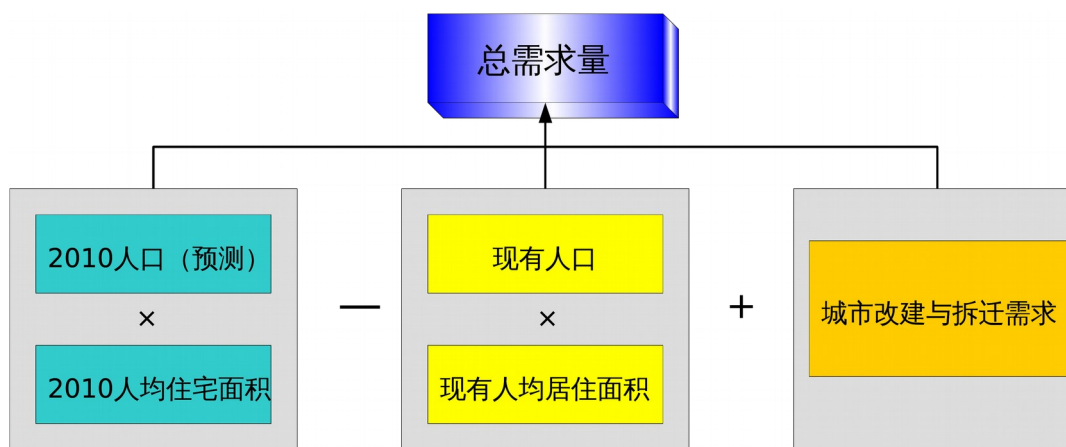 总需求量
2010人口（预测）
×
2010人均住宅面积
—
现有人口
×
现有人均居住面积
+
城市改建与拆迁需求